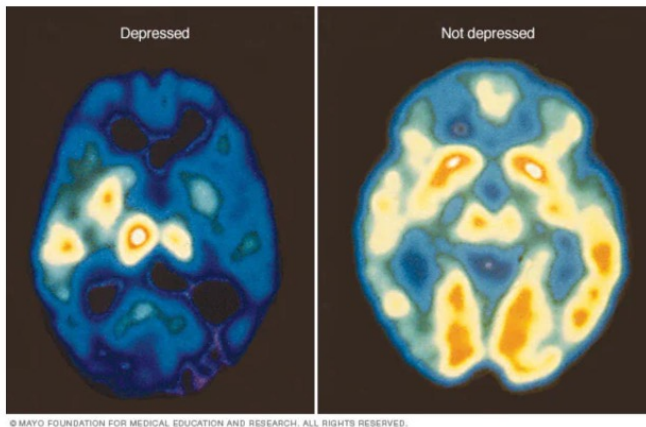 Depressed
Not depressed
© MAYO FOUNDATION FOR MEDICAL EDUCATION AND RESEARCH. ALL RIGHTS RESERVED.